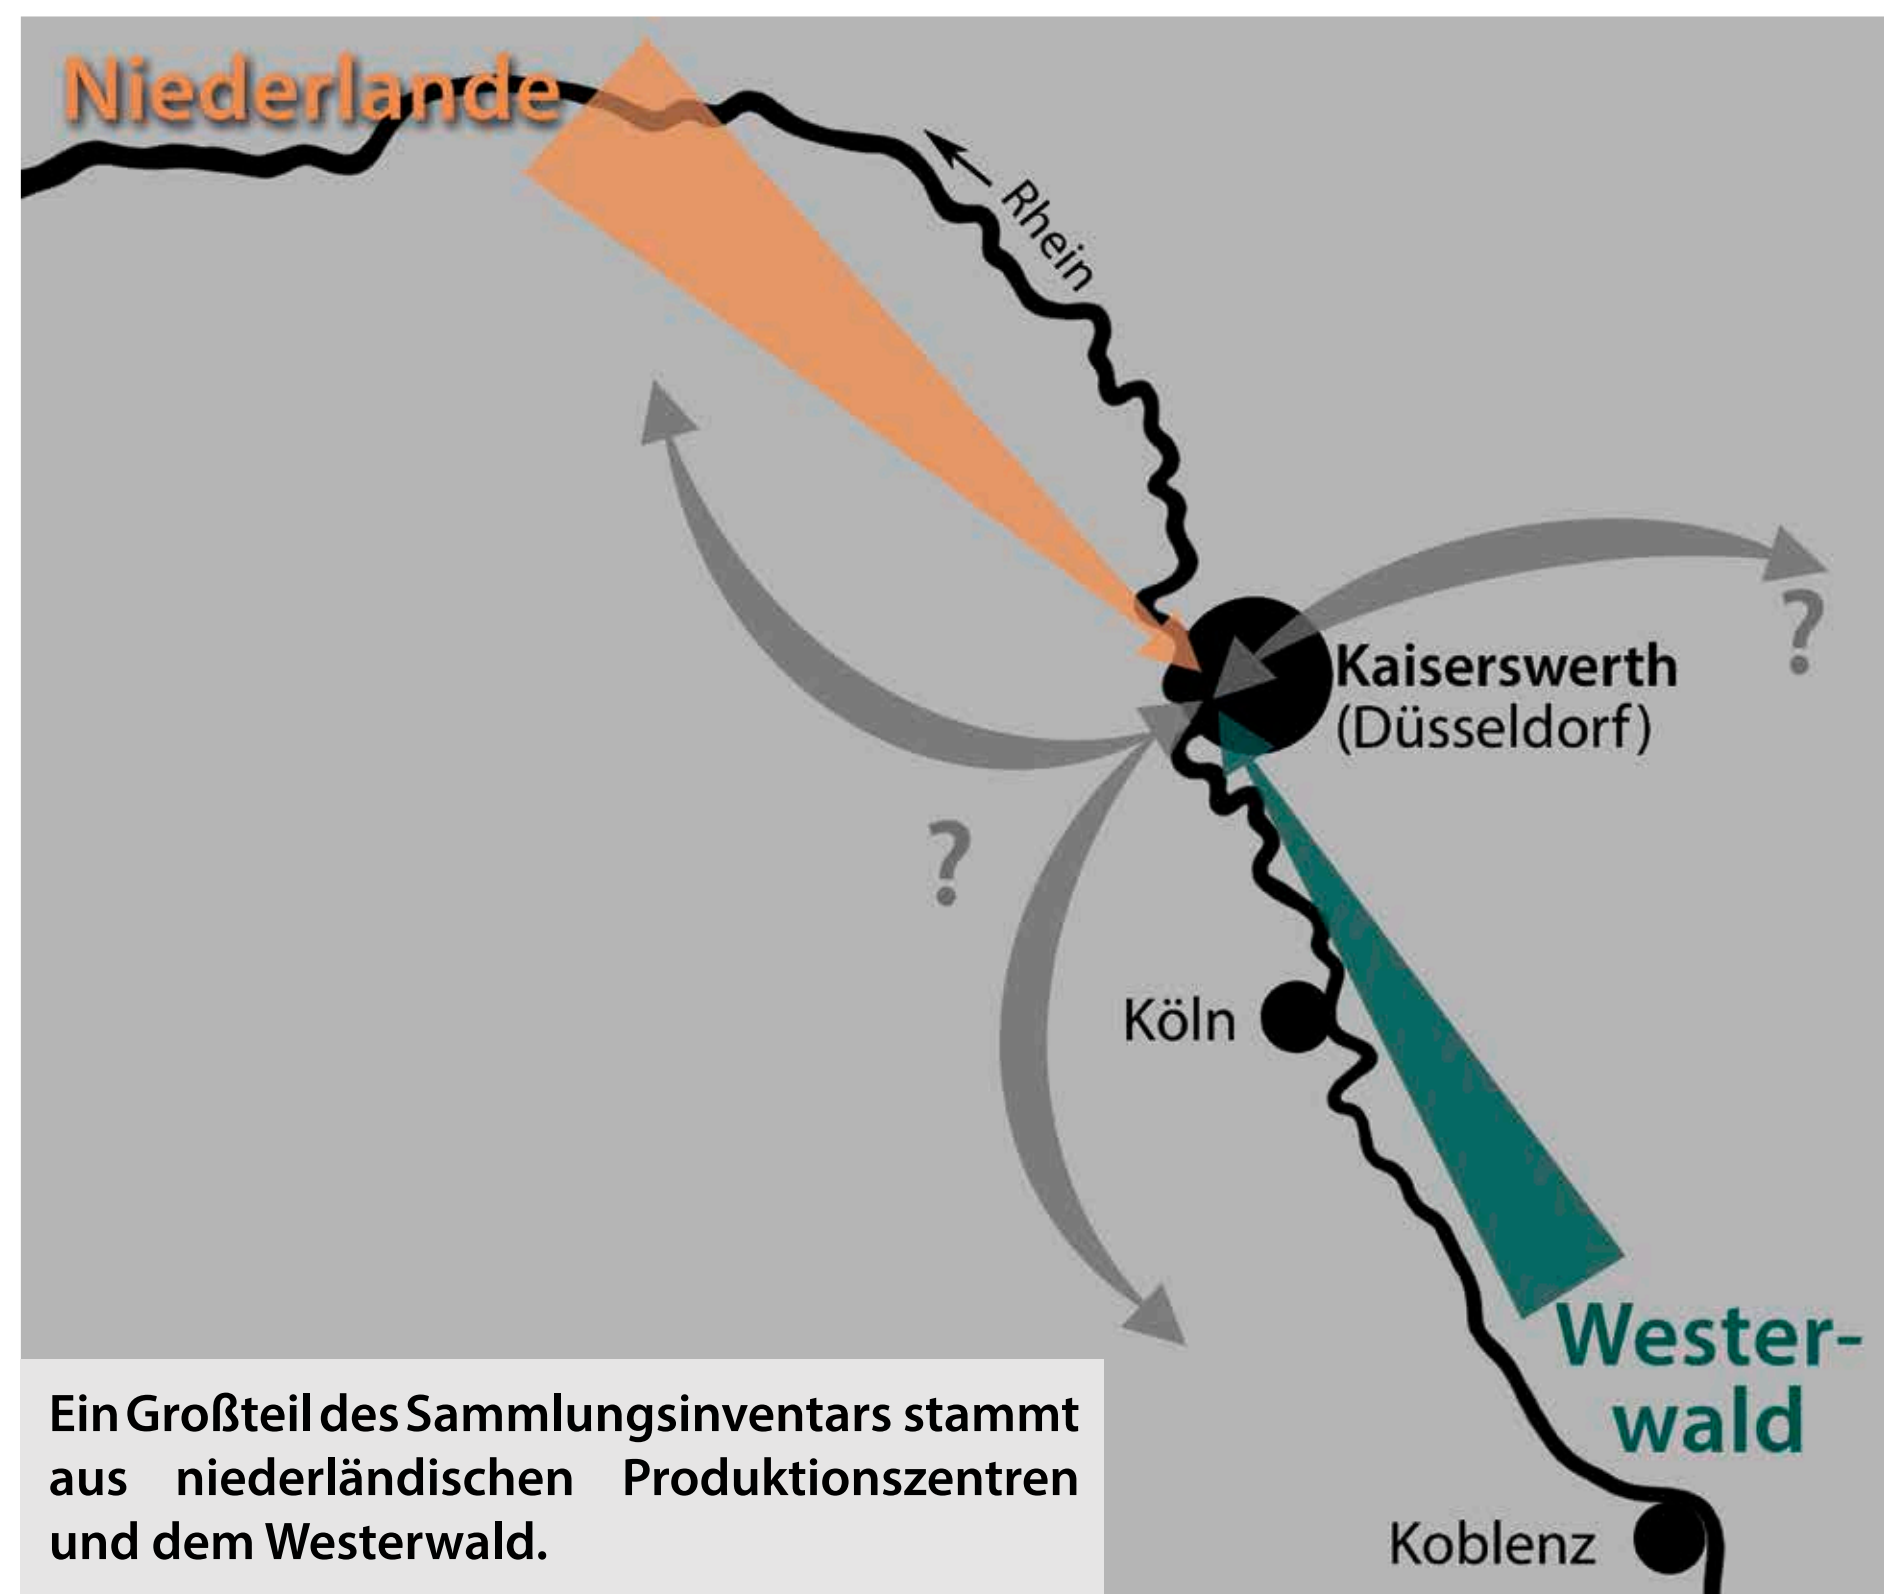 Niederlande
Rhein
?
Kaiserswerth
(Düsseldorf)
?
Köln
Wester-
wald
Koblenz
Ein Großteil des Sammlungsinventars stammt
aus niederländischen Produktionszentren
und dem Westerwald.